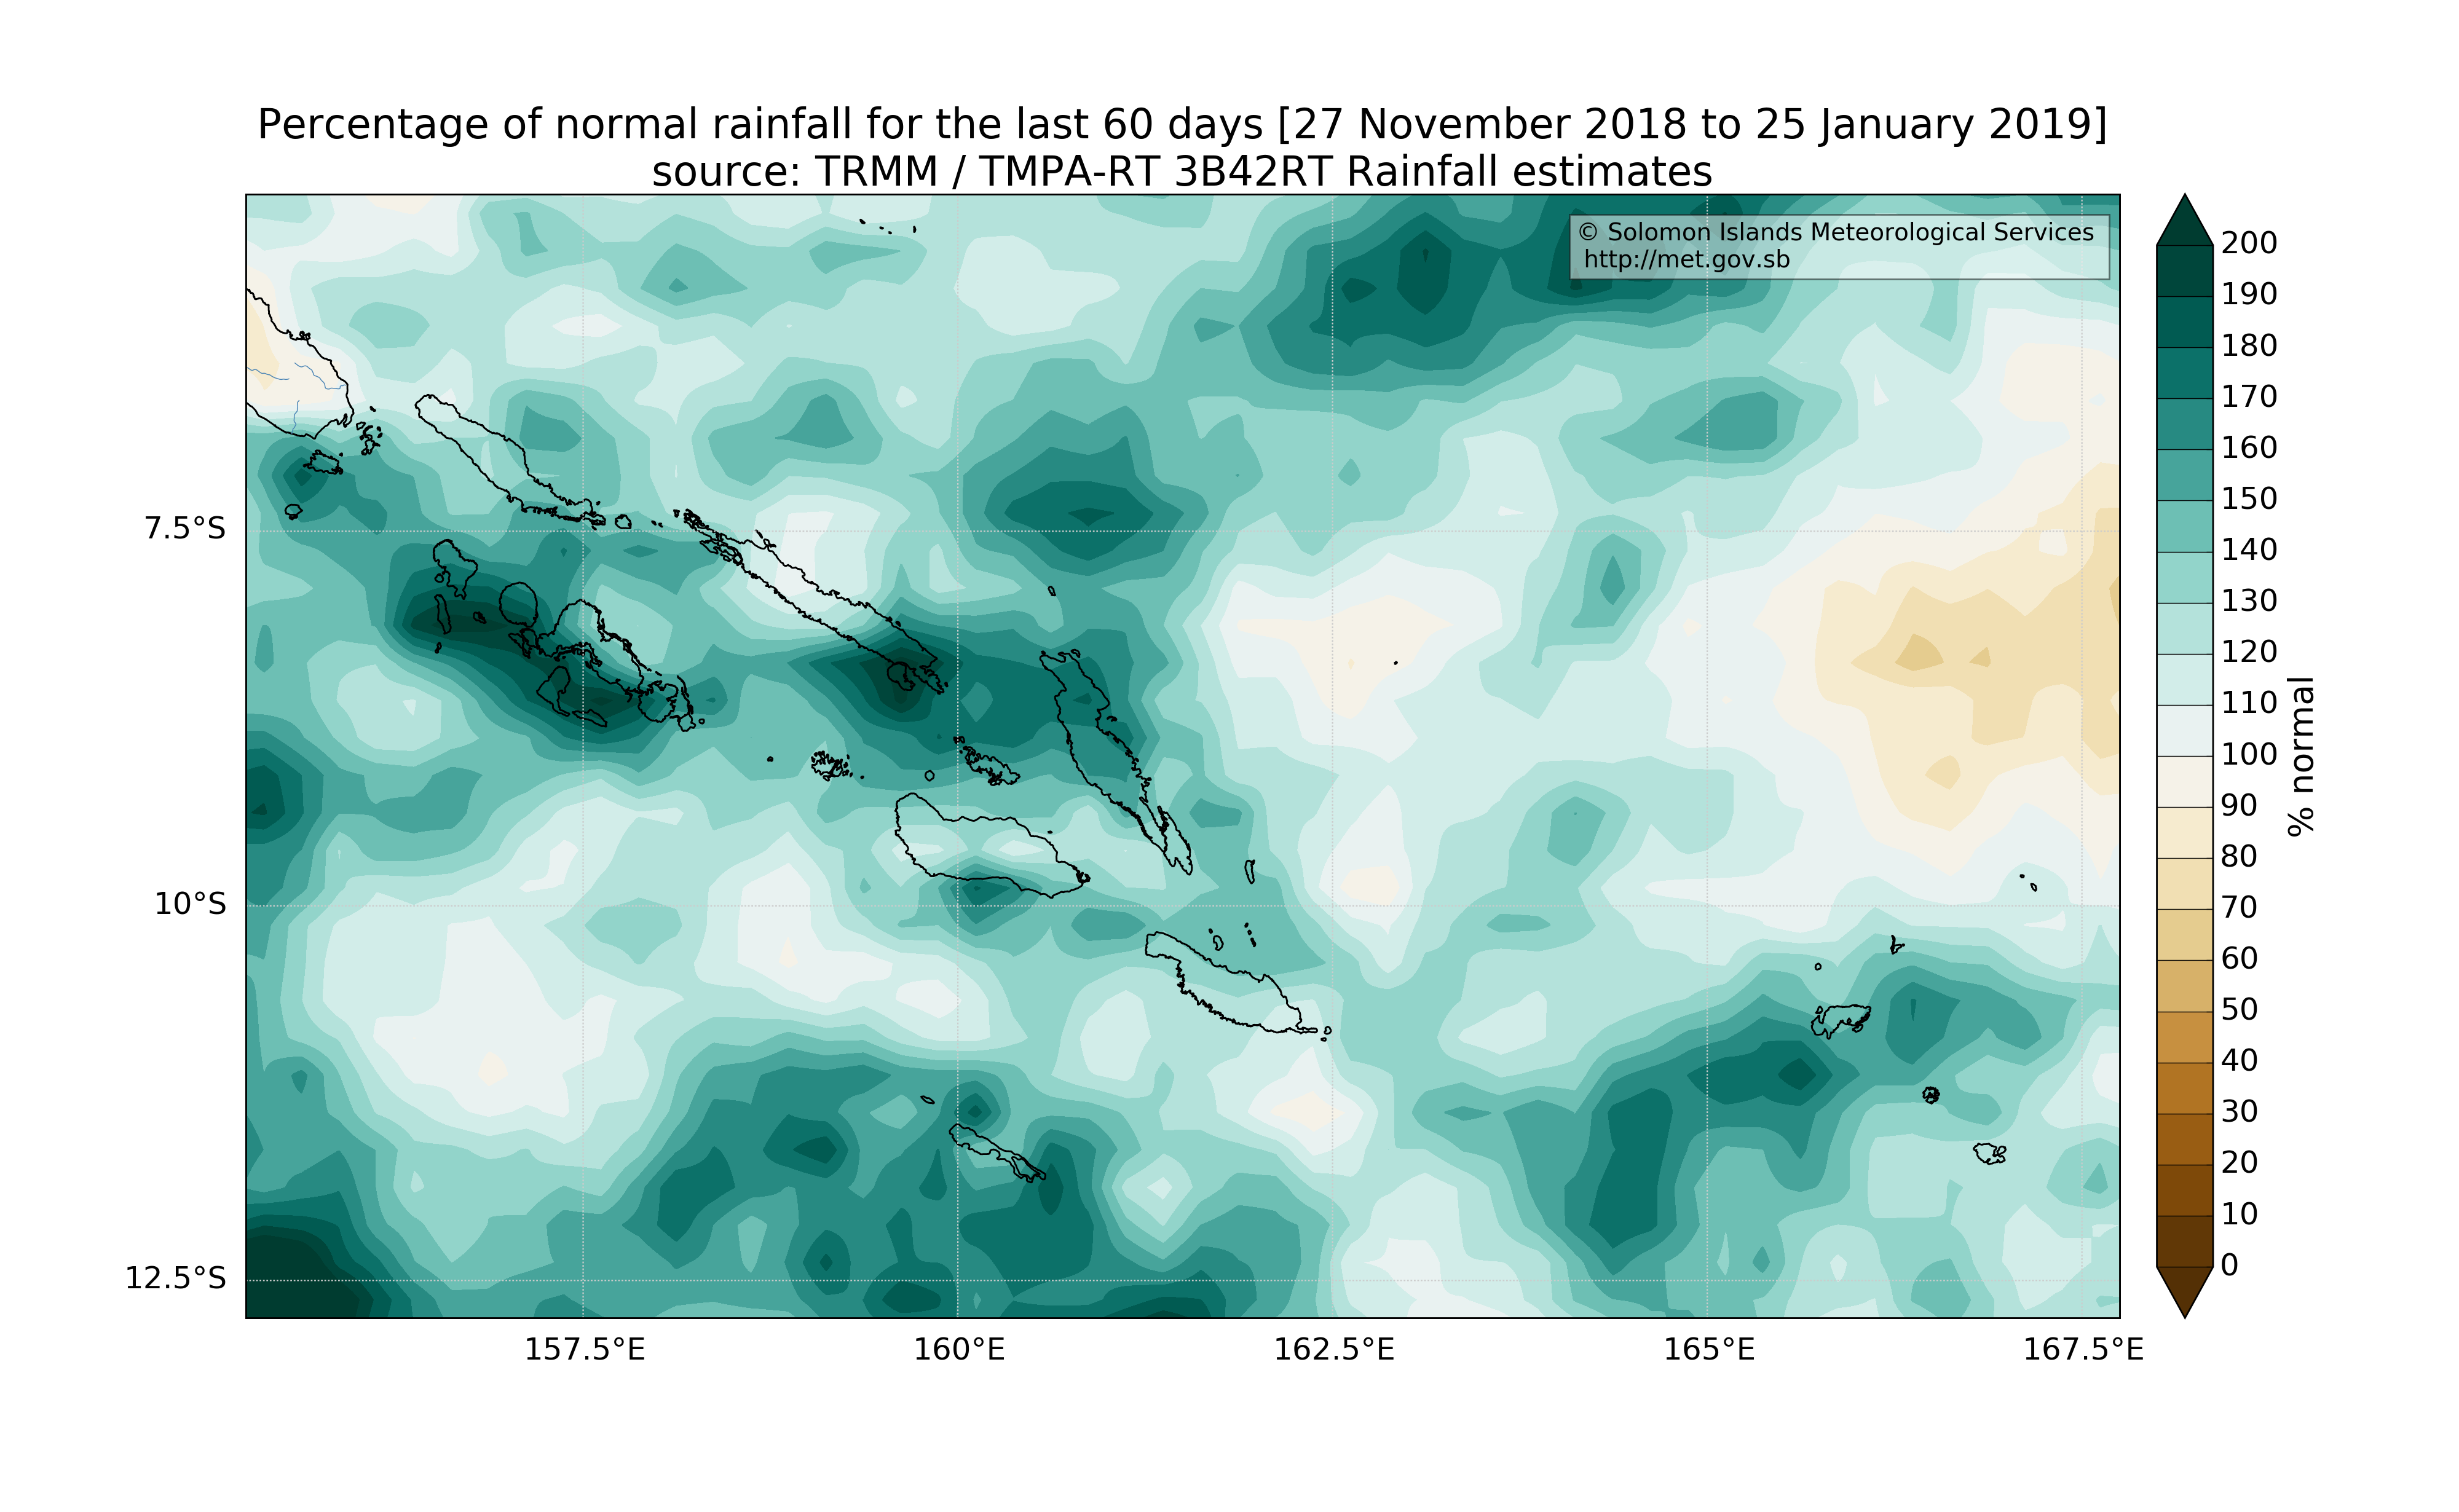 Percentage of normal rainfall for the last 60 days [27 November 2018 to 25 January 2019]
source: TRMM / TMPA-RT 3B42RT Rainfall estimates
© Solomon Islands Meteorological Services
http://met.gov.sb
7.5°S
10°S
12.5°S
157.5°E
160°E
162.5°E
165°E
167.5°E
200
190
180
170
160
150
140
130
120
110
100
90
80
70
60
50
40
30
20
10
0
% normal